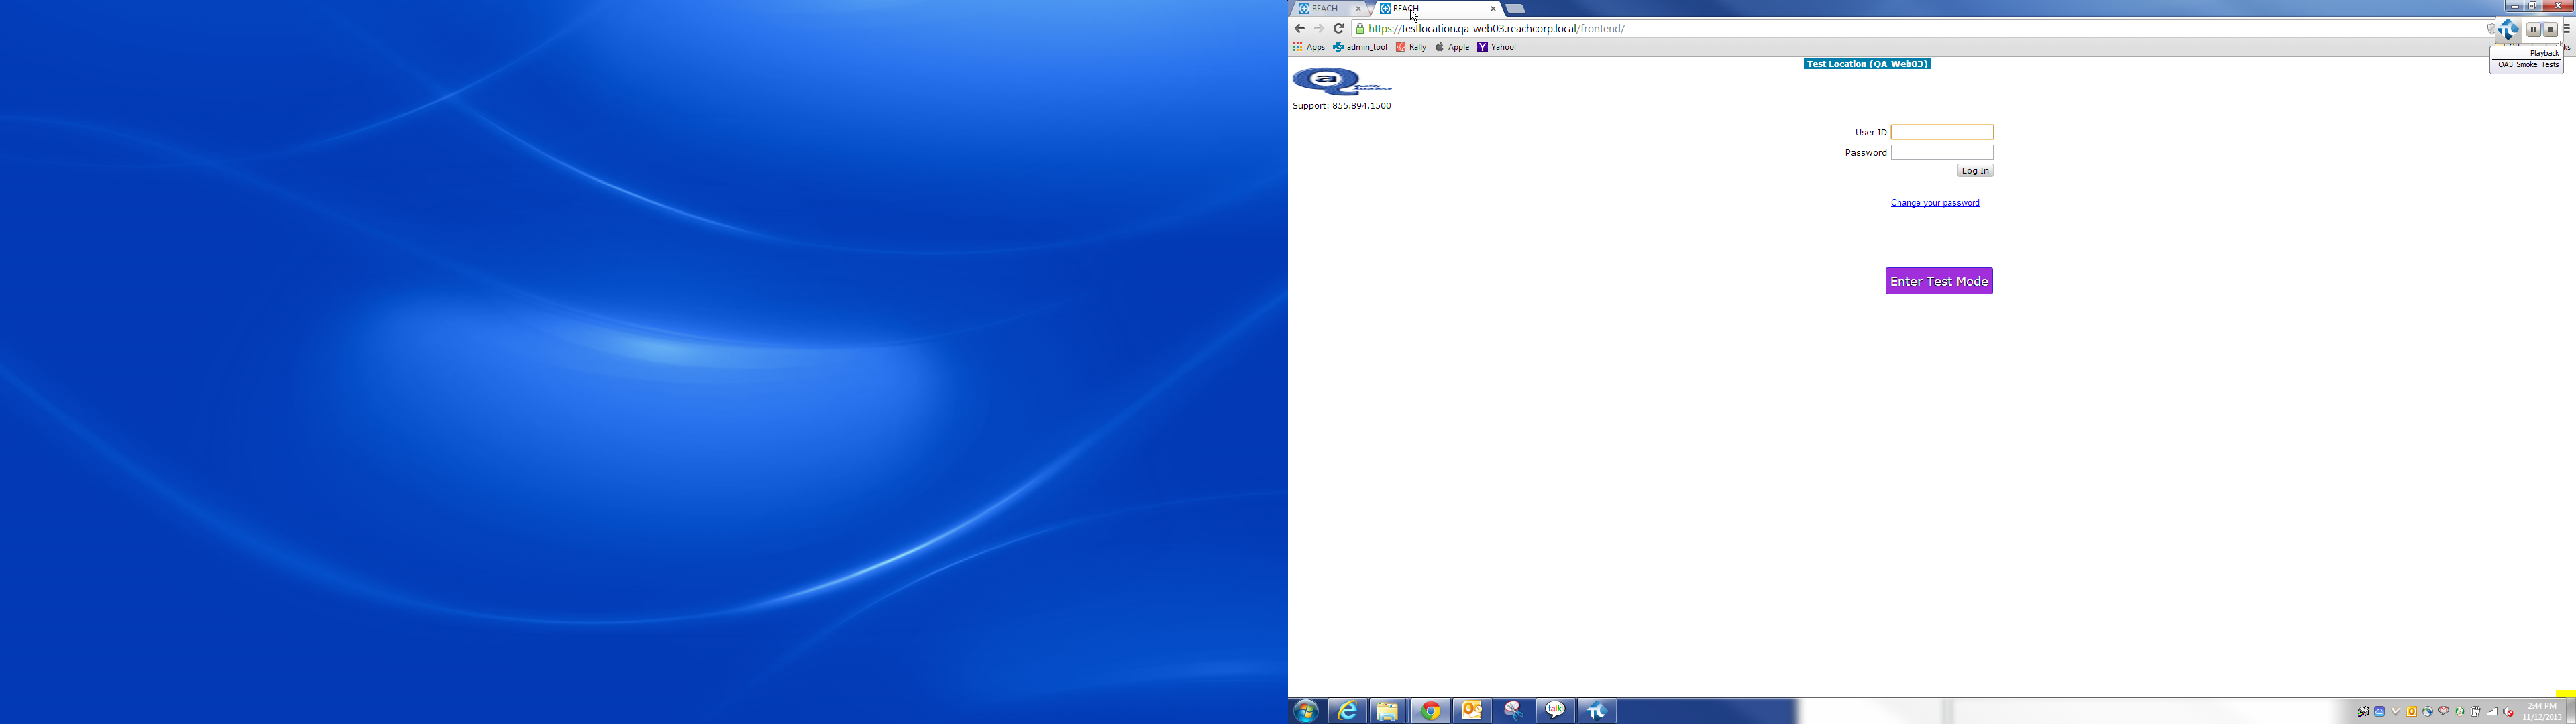 REACH
REACH
https://testlocation.qa-web03.reachcorp.local/frontend/
Apps
admin_tool
Rally
Apple
Yahoo!
Playback
QA3_Smoke_Tests
Test Location (QA-Web03)
Support: 855.894.1500
User ID
Password
Log In
Change your password
Enter Test Mode
talk
2:44 PM
11/12/2013